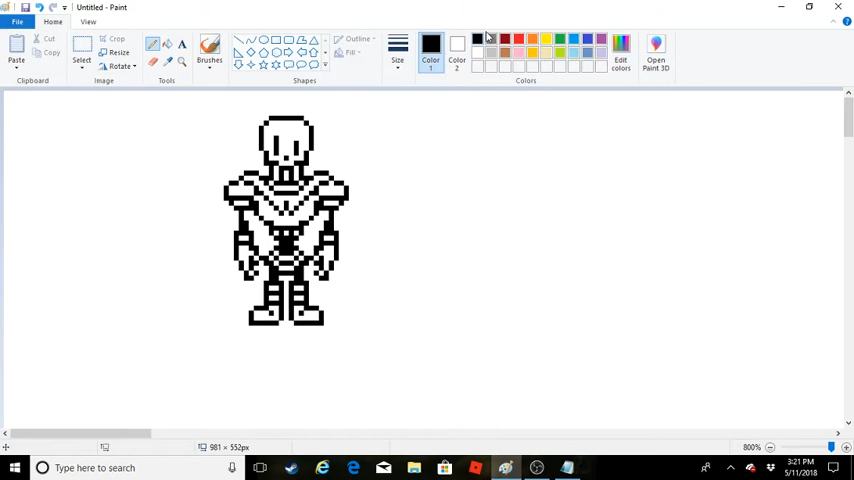 Untitled - Paint
File
Home
View
Paste
Cut
Copy
Clipboard
Select
Crop
Resize
Rotate
Image
A
Tools
Brushes
Outline
Fill
Shapes
Size
Color
1
Color
2
Colors
Edit
colors
Open
Paint 3D
981 × 552px
800%
Type here to search
3:21 PM
5/11/2018